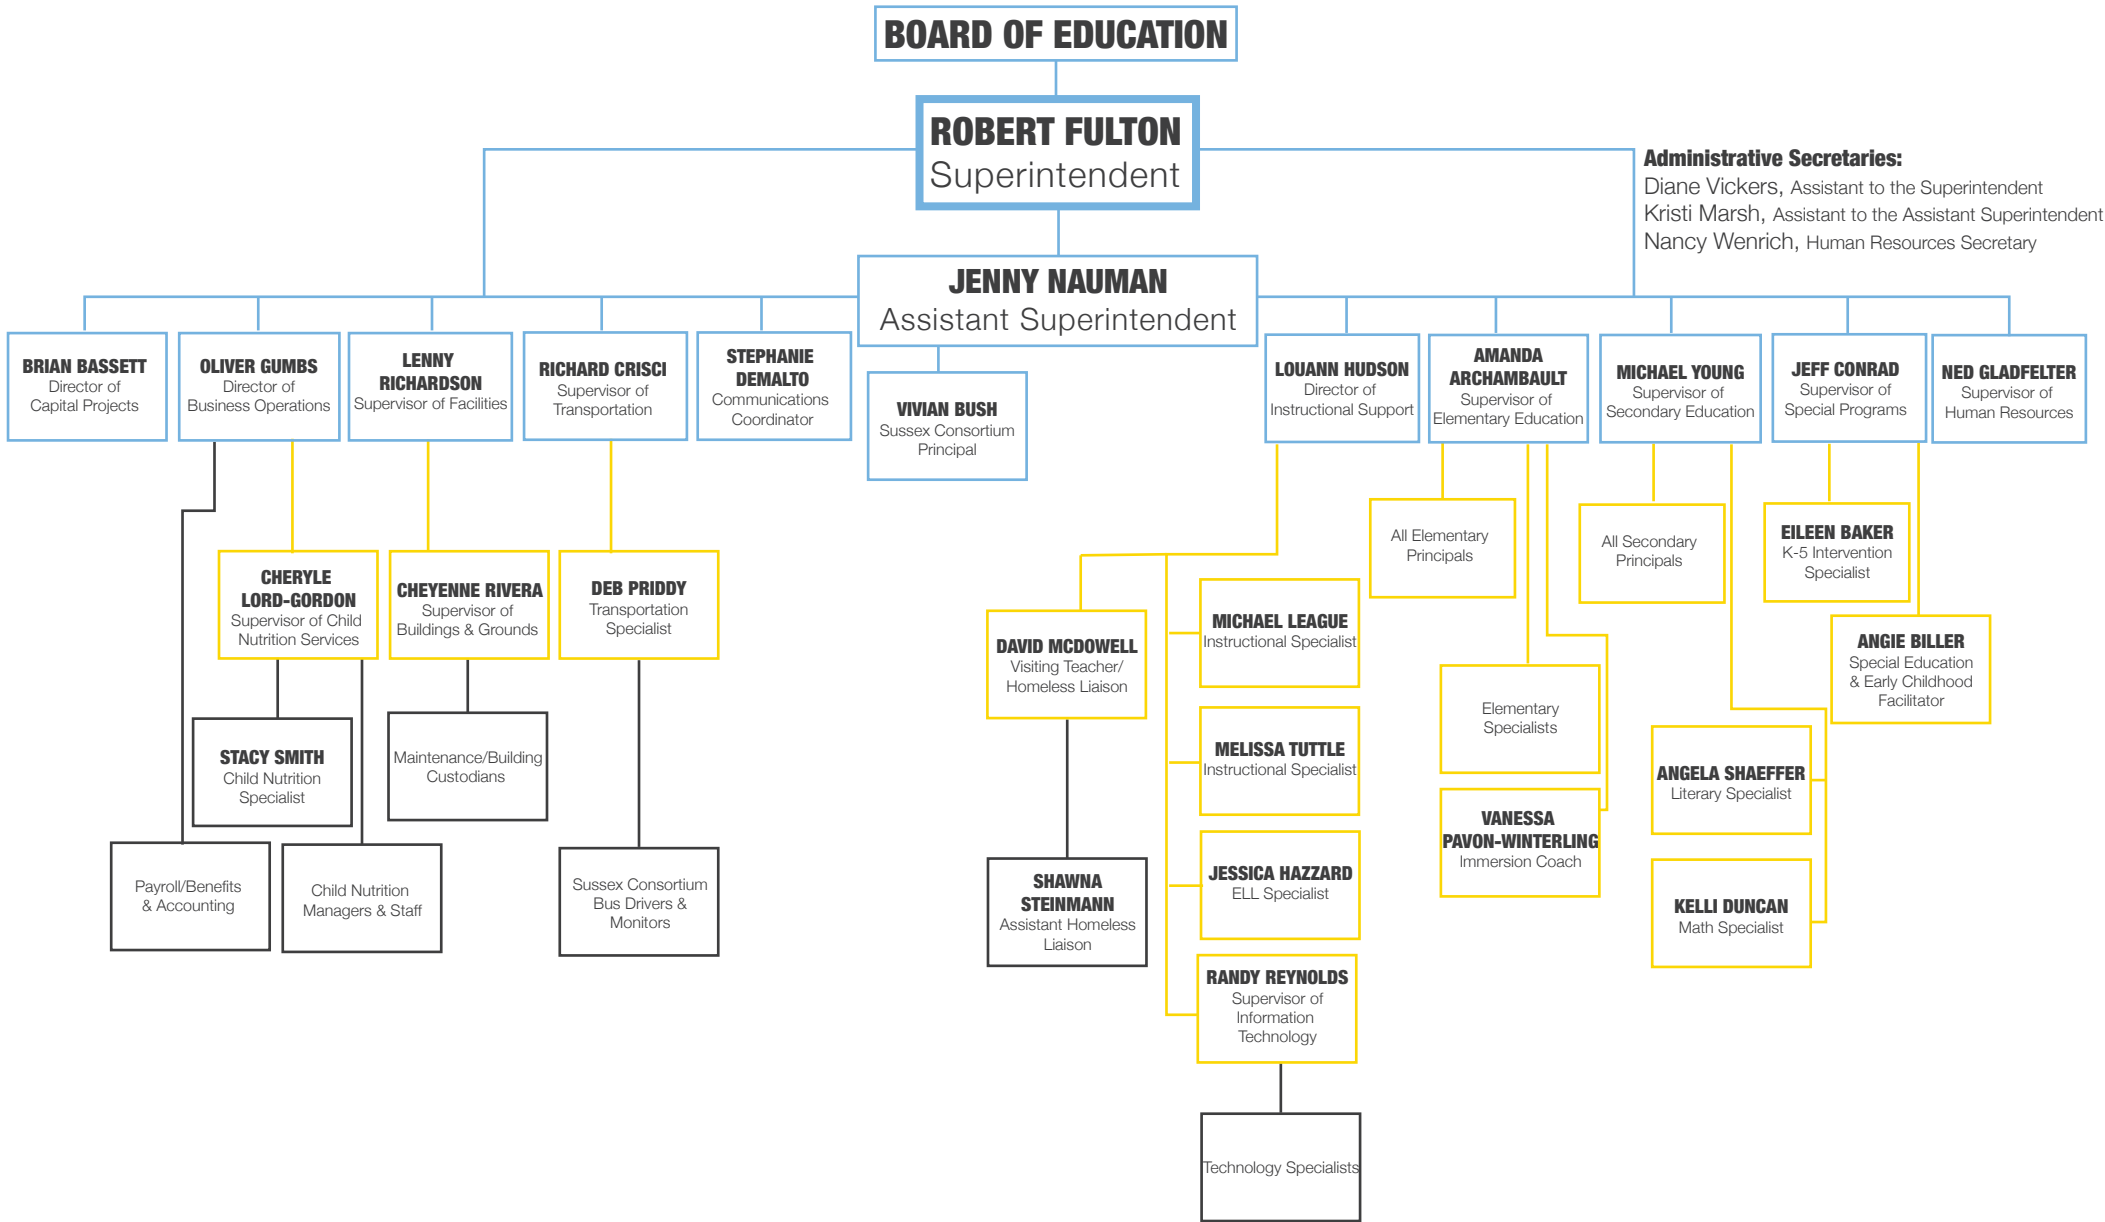 BOARD OF EDUCATION
ROBERT FULTON
Superintendent
Administrative Secretaries:
Diane Vickers, Assistant to the Superintendent
Kristi Marsh, Assistant to the Assistant Superintendent
Nancy Wenrich, Human Resources Secretary
JENNY NAUMAN
Assistant Superintendent
BRIAN BASSETT
Director of
Capital Projects
OLIVER GUMBS
Director of
Business Operations
LENNY
RICHARDSON
Supervisor of Facilities
RICHARD CRISCI
Supervisor of
Transportation
STEPHANIE
DEMALTO
Communications
Coordinator
VIVIAN BUSH
Sussex Consortium
Principal
LOUANN HUDSON
Director of
Instructional Support
AMANDA
ARCHAMBAULT
Supervisor of
Elementary Education
MICHAEL YOUNG
Supervisor of
Secondary Education
JEFF CONRAD
Supervisor of
Special Programs
NED GLADFELTER
Supervisor of
Human Resources
CHERYLE
LORD-GORDON
Supervisor of Child
Nutrition Services
CHEYENNE RIVERA
Supervisor of
Buildings & Grounds
DEB PRIDDY
Transportation
Specialist
STACY SMITH
Child Nutrition
Specialist
Maintenance/Building
Custodians
Payroll/Benefits
& Accounting
Child Nutrition
Managers & Staff
Sussex Consortium
Bus Drivers &
Monitors
DAVID MCDOWELL
Visiting Teacher/
Homeless Liaison
SHAWNA
STEINMANN
Assistant Homeless
Liaison
MICHAEL LEAGUE
Instructional Specialist
MELISSA TUTTLE
Instructional Specialist
JESSICA HAZZARD
ELL Specialist
RANDY REYNOLDS
Supervisor of
Information
Technology
Technology Specialists
All Elementary
Principals
Elementary
Specialists
VANESSA
PAVON-WINTERLING
Immersion Coach
All Secondary
Principals
ANGELA SHAEFFER
Literary Specialist
KELLI DUNCAN
Math Specialist
EILEEN BAKER
K-5 Intervention
Specialist
ANGIE BILLER
Special Education
& Early Childhood
Facilitator